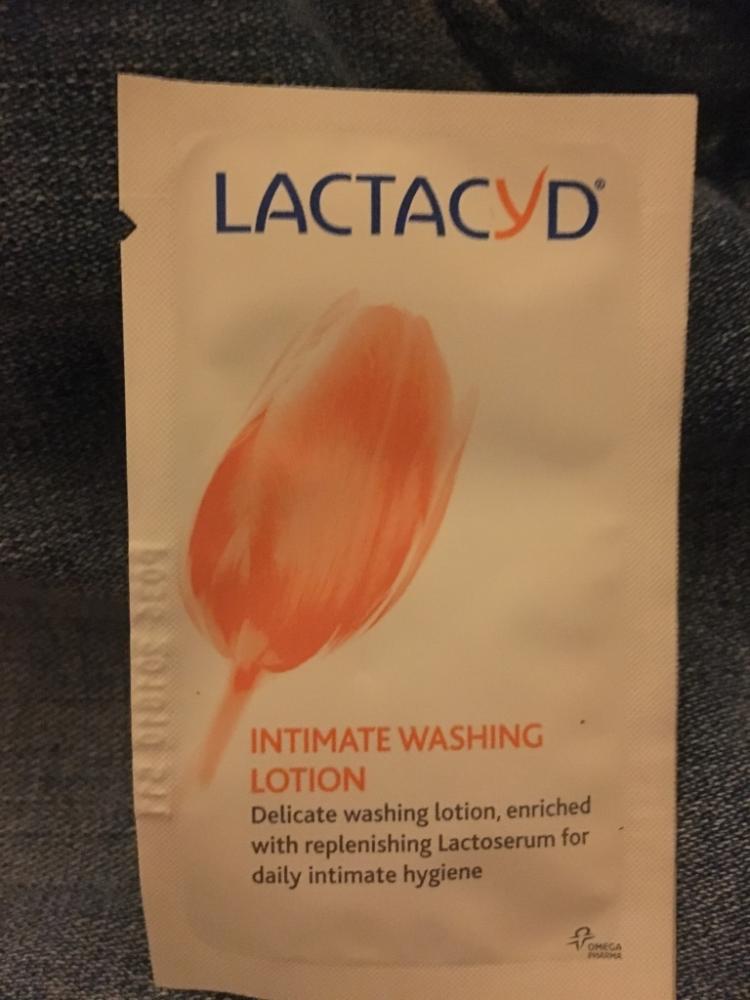 LACTACYD®
INTIMATE WASHING
LOTION
Delicate washing lotion, enriched
with replenishing Lactoserum for
daily intimate hygiene
OMEGA
PHARMA